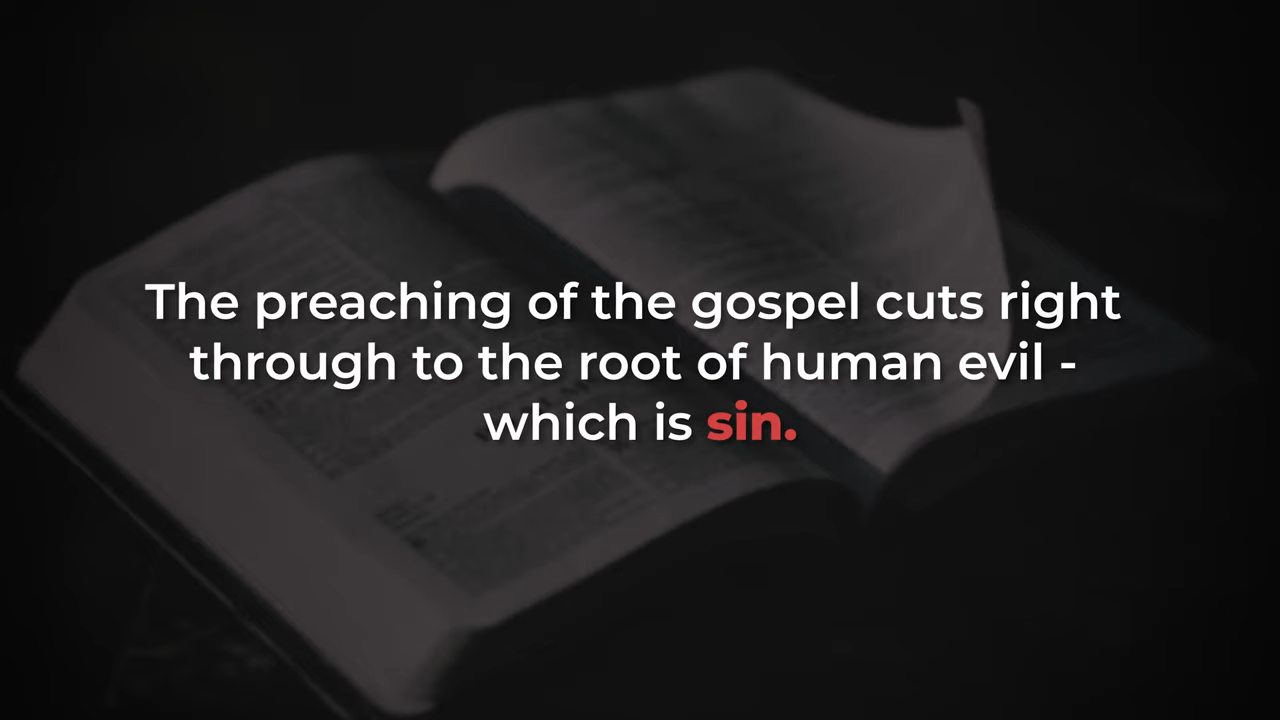 The preaching of the gospel cuts right
through to the root of human evil -
which is sin.